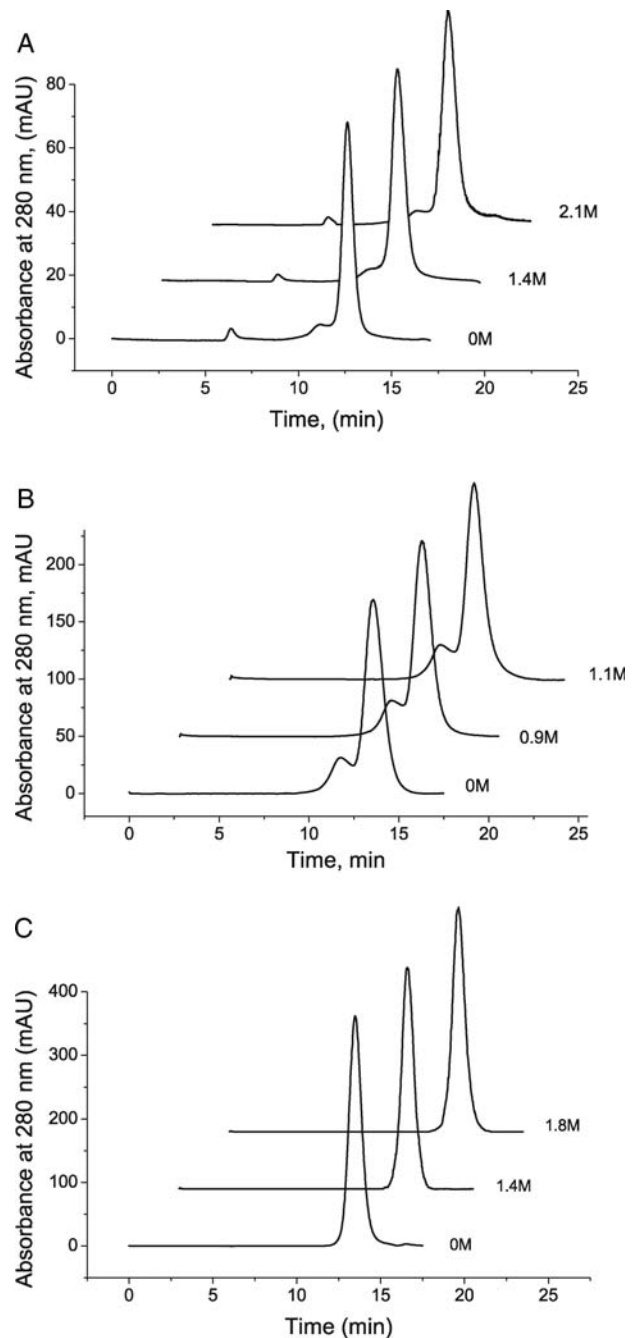 A
Absorbance at 280 nm, (mAU)
80
60
40
20
0
2.1M
1.4M
0M
0 5 10 15 20 25
Time, (min)
B
Absorbance at 280 nm, mAU
200
150
100
50
0
1.1M
0.9M
0M
0 5 10 15 20 25
Time, min
C
Absorbance at 280 nm (mAU)
400
300
200
100
0
1.8M
1.4M
0M
0 5 10 15 20 25
Time (min)